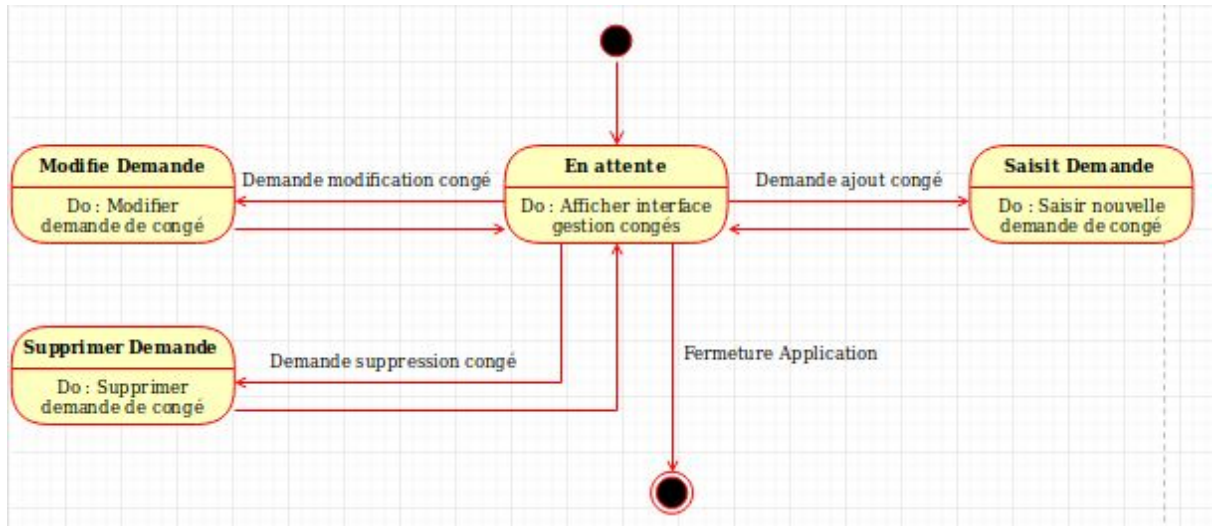 Modifie Demande
Do : Modifier
demande de congé
Demande modification congé
En attente
Do : Afficher interface
gestion congés
Demande ajout congé
Saisit Demande
Do : Saisir nouvelle
demande de congé
Supprimer Demande
Do : Supprimer
demande de congé
Demande suppression congé
Fermeture Application